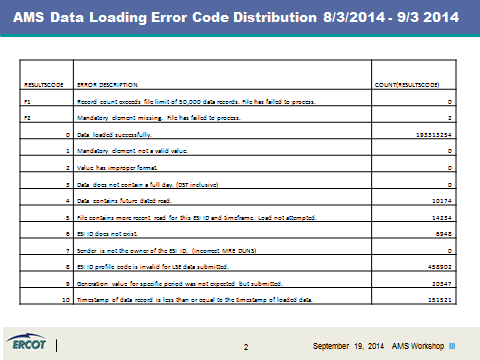 AMS Data Loading Error Code Distribution 8/3/2014 - 9/3 2014
RESULTSCODE ERROR DESCRIPTION COUNT(RESULTSCODE)
F1 Record count exceeds file limit of 50,000 data records. File has failed to process. 0
F2 Mandatory element missing. File has failed to process. 2
0 Data loaded successfully. 193313254
1 Mandatory element not a valid value. 0
2 Value has improper format. 0
3 Data does not contain a full day. (DST inclusive) 0
4 Data contains future dated read. 10174
5 File contains more recent read for this ESI ID and timeframe. Load not attempted. 14234
6 ESI ID does not exist. 6948
7 Sender is not the owner of the ESI ID. (Incorrect MRE DUNS) 0
8 ESI ID profile code is invalid for LSE data submitted. 458902
9 Generation value for specific period was not expected but submitted. 20347
10 Timestamp of data record is less than or equal to the timestamp of loaded data. 151521
ERCOT
2
September 19, 2014 AMS Workshop III